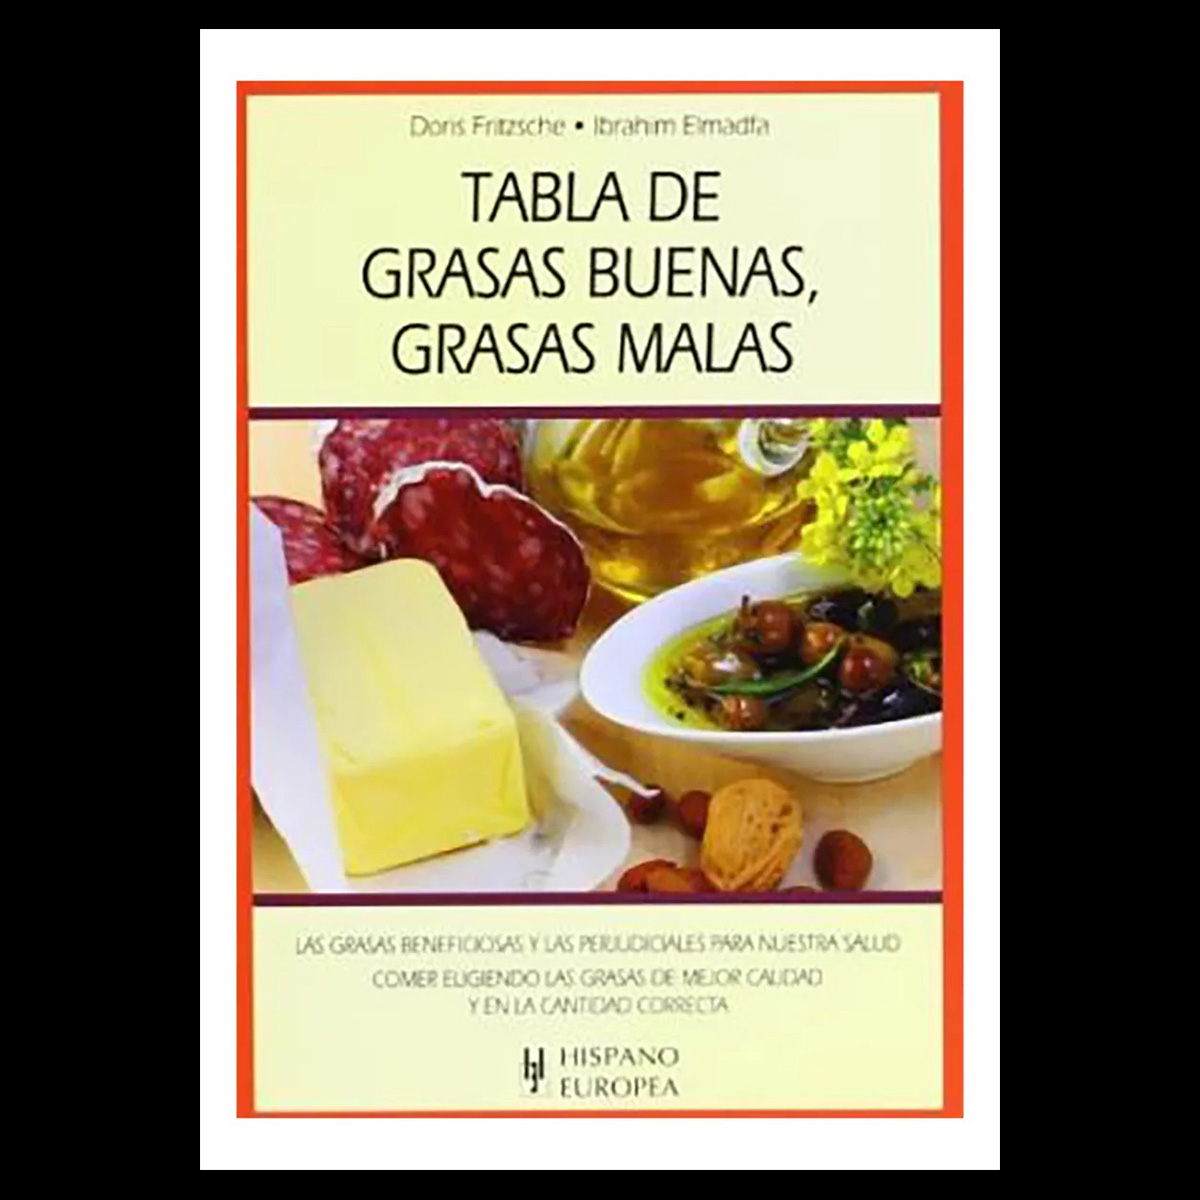 Doris Fritzsche • Ibrahim Elmadfa
TABLA DE
GRASAS BUENAS,
GRASAS MALAS
LAS GRASAS BENEFICIOSAS Y LAS PERJUDICIALES PARA NUESTRA SALUD
COMER ELIGIENDO LAS GRASAS DE MEJOR CALIDAD
Y EN LA CANTIDAD CORRECTA
HISPANO
EUROPEA